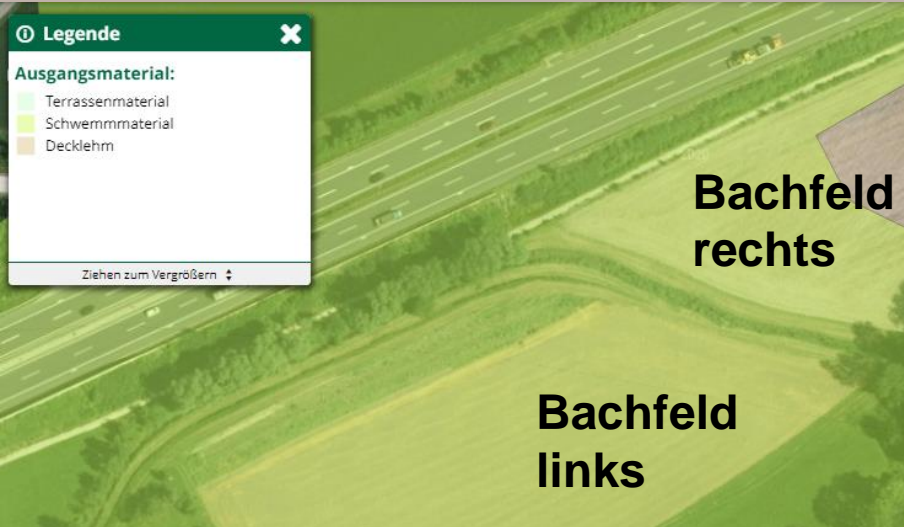 Legende
Ausgangsmaterial:
Terrassenmaterial
Schwemmmaterial
Decklehm
Ziehen zum Vergrößern
Bachfeld
rechts
Bachfeld
links